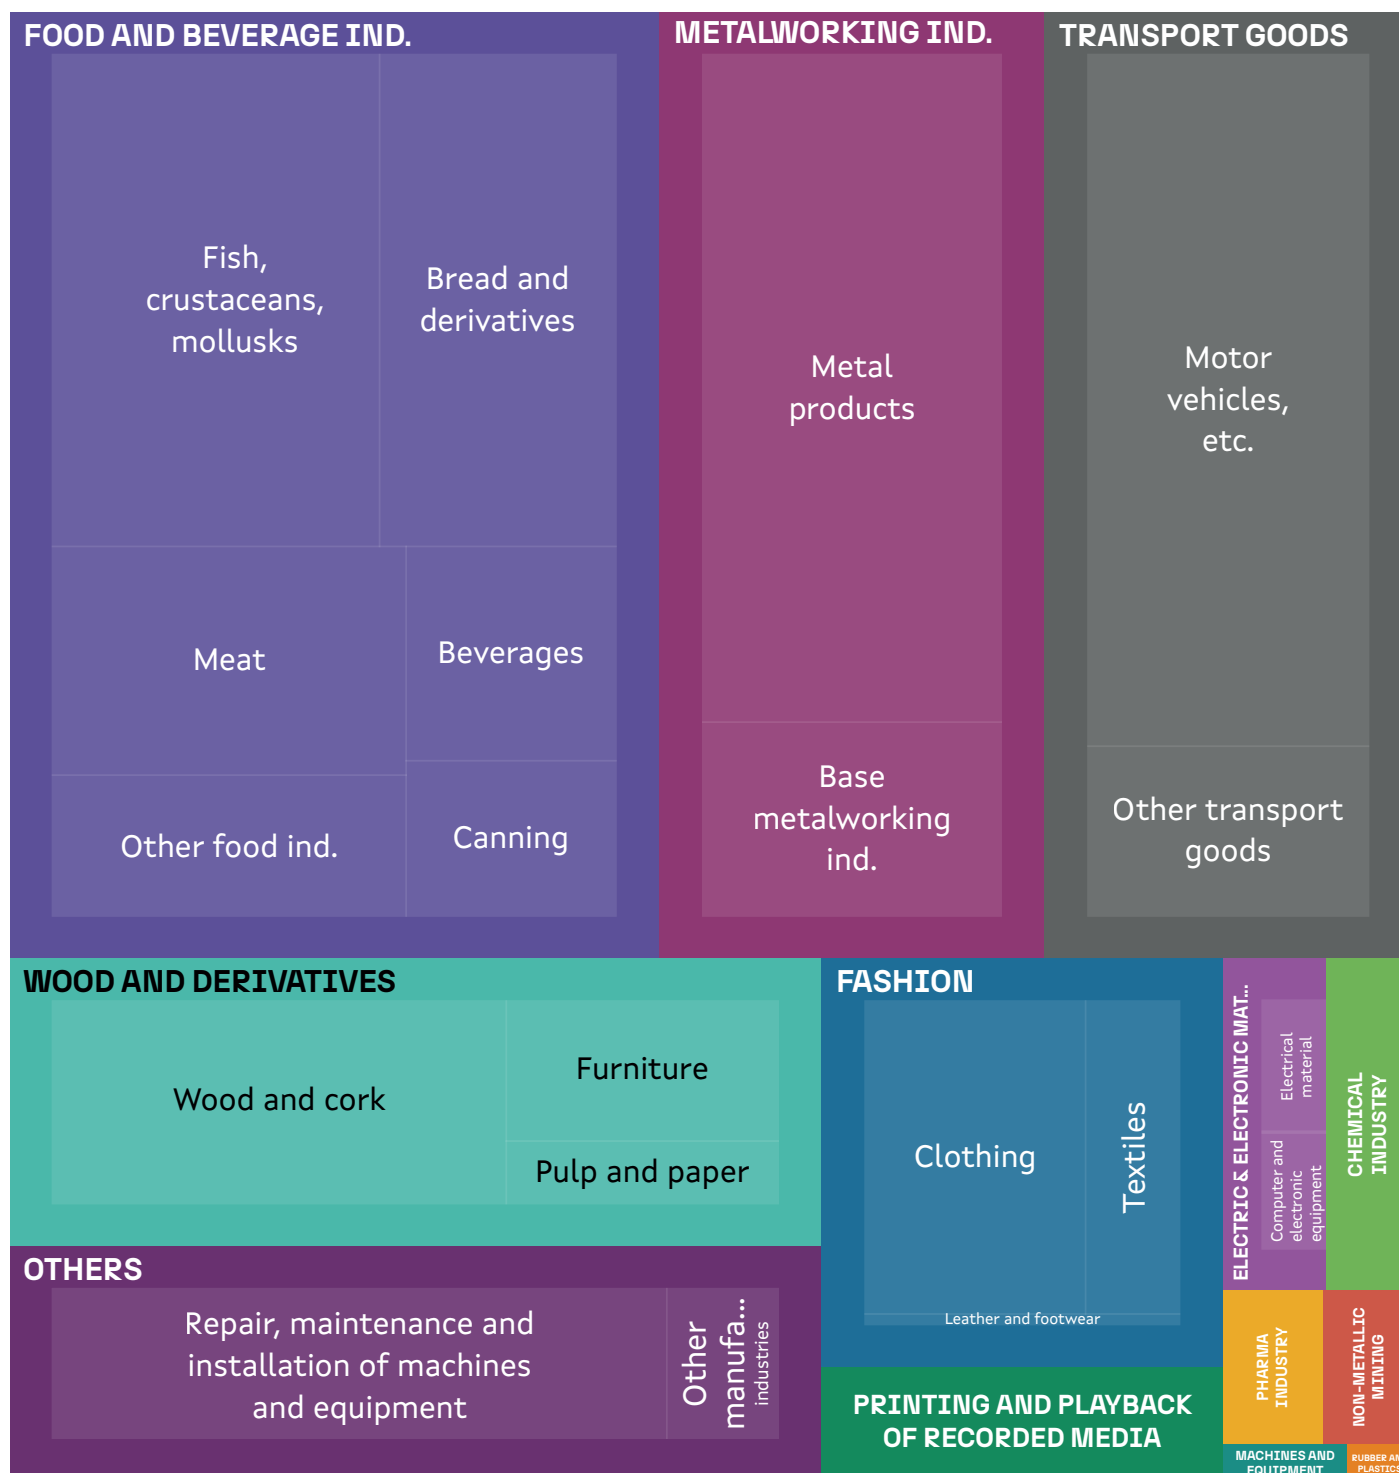 FOOD AND BEVERAGE IND.
Fish,
crustaceans,
mollusks
Bread and
derivatives
Meat
Beverages
Other food ind.
Canning
METALWORKING IND.
Metal
products
Base
metalworking
ind.
TRANSPORT GOODS
Motor
vehicles,
etc.
Other transport
goods
WOOD AND DERIVATIVES
Wood and cork
Furniture
Pulp and paper
OTHERS
Repair, maintenance and
installation of machines
and equipment
Other
manufa...
industries
FASHION
Clothing
Textiles
Leather and footwear
PRINTING AND PLAYBACK
OF RECORDED MEDIA
ELECTRIC & ELECTRONIC MAT...
Electrical
material
Computer and
electronic
equipment
CHEMICAL
INDUSTRY
PHARMA
INDUSTRY
NON-METALLIC
MINING
MACHINES AND
EQUIPMENT
RUBBER AN
PLASTICS